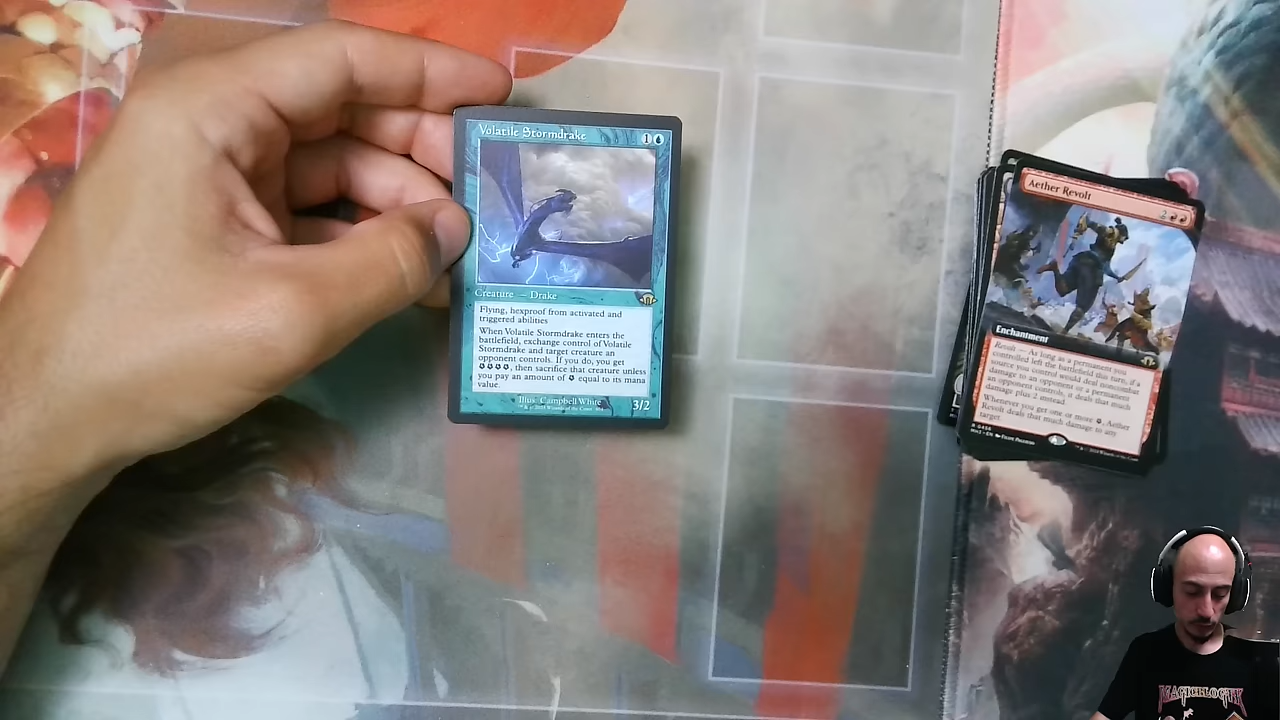 Volatile Stormdrake
1
Creature — Drake
Flying, hexproof from activated and
triggered abilities
When Volatile Stormdrake enters the
battlefield, exchange control of Volatile
Stormdrake and target creature an
opponent controls. If you do, you get
, then sacrifice that creature unless
you pay an amount of equal to its mana
value.
Illus. Campbell White
3/2
Aether Revolt
2
Enchantment
Revolt — As long as a permanent you
controlled left the battlefield this turn, if a
source you control would deal noncombat
damage to an opponent or a permanent
an opponent controls, it deals that much
damage plus 2 instead.
Whenever you get one or more , Aether
Revolt deals that much damage to any
target.